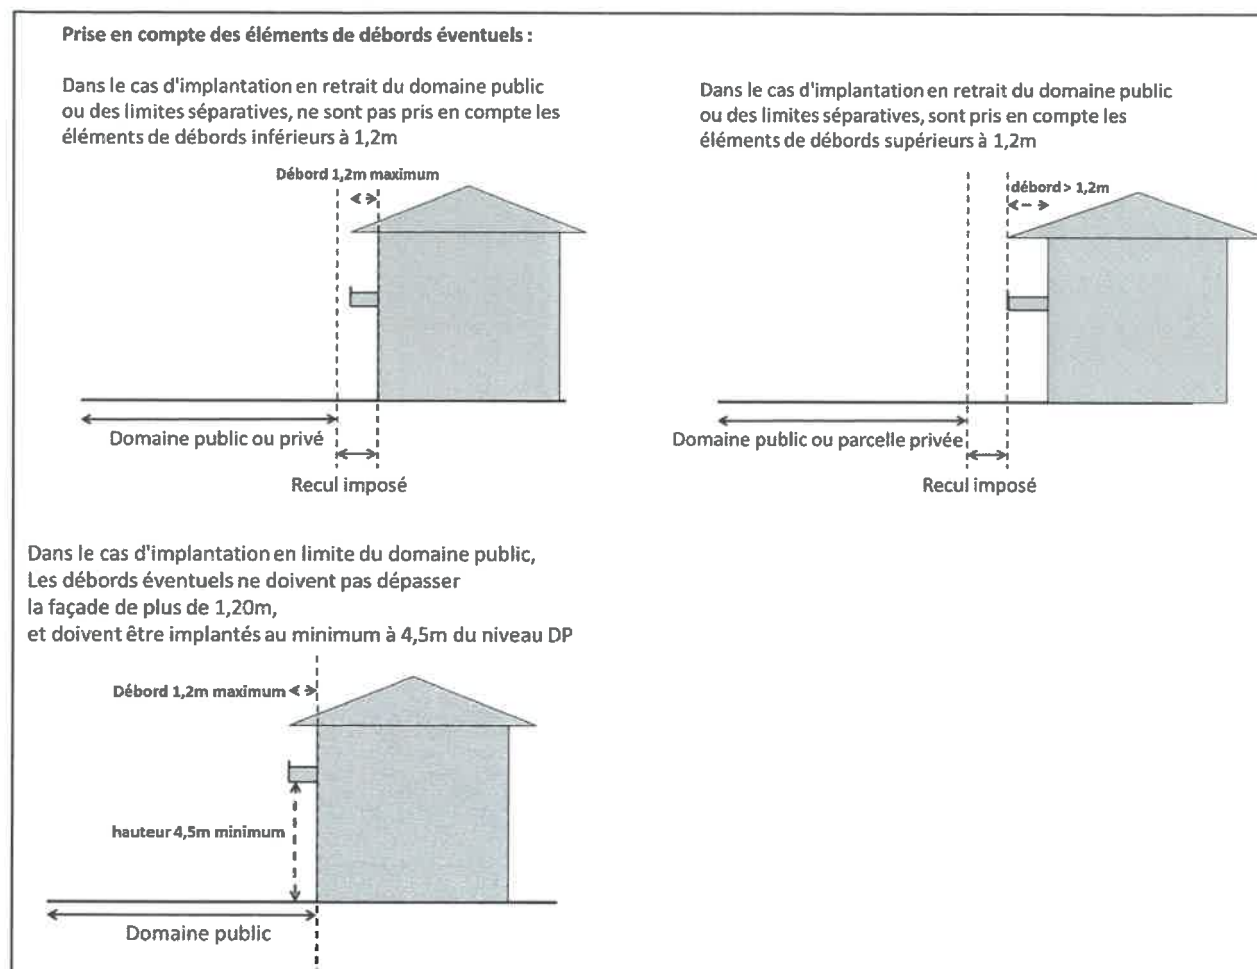 Prise en compte des éléments de débords éventuels :
Dans le cas d'implantation en retrait du domaine public
ou des limites séparatives, ne sont pas pris en compte les
éléments de débords inférieurs à 1,2m
Débord 1,2m maximum
Domaine public ou privé
Recul imposé
Dans le cas d'implantation en retrait du domaine public
ou des limites séparatives, sont pris en compte les
éléments de débords supérieurs à 1,2m
débord > 1,2m
Domaine public ou parcelle privée
Recul imposé
Dans le cas d'implantation en limite du domaine public,
Les débords éventuels ne doivent pas dépasser
la façade de plus de 1,20m,
et doivent être implantés au minimum à 4,5m du niveau DP
Débord 1,2m maximum
hauteur 4,5m minimum
Domaine public